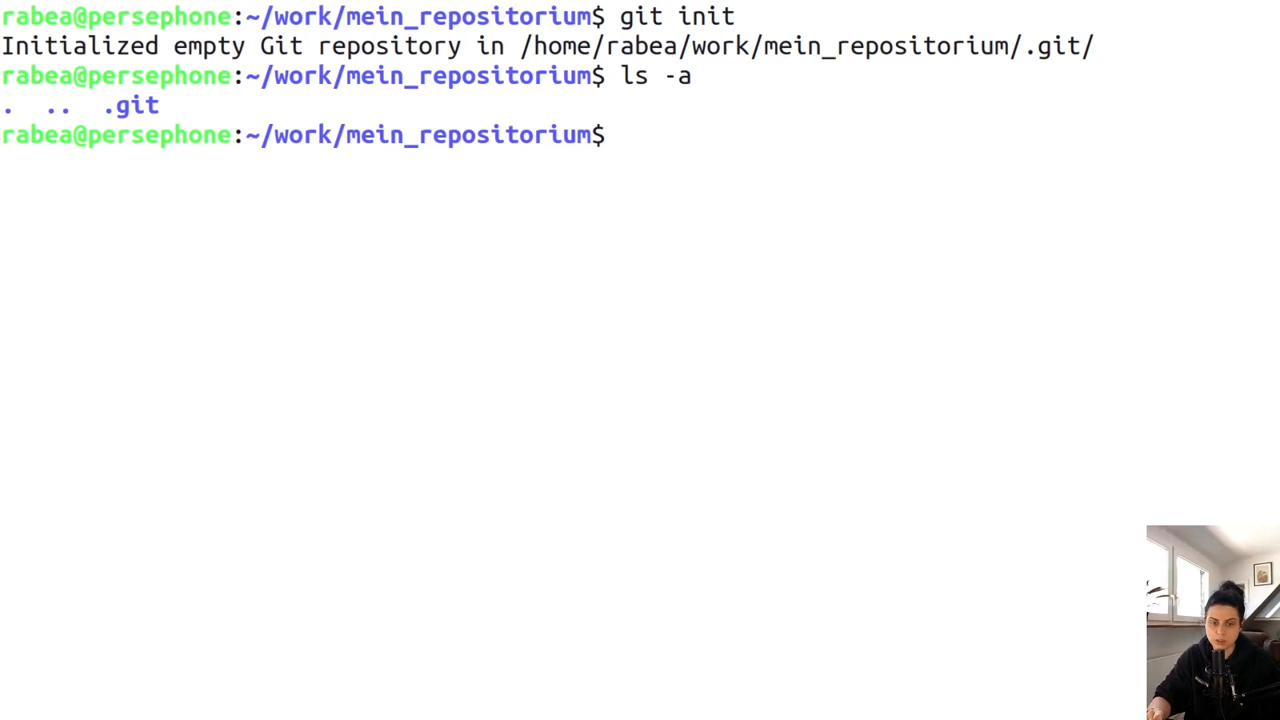 rabea@persephone:~/work/mein_repositorium$ git init
Initialized empty Git repository in /home/rabea/work/mein_repositorium/.git/
rabea@persephone:~/work/mein_repositorium$ ls -a
.  ..  .git
rabea@persephone:~/work/mein_repositorium$